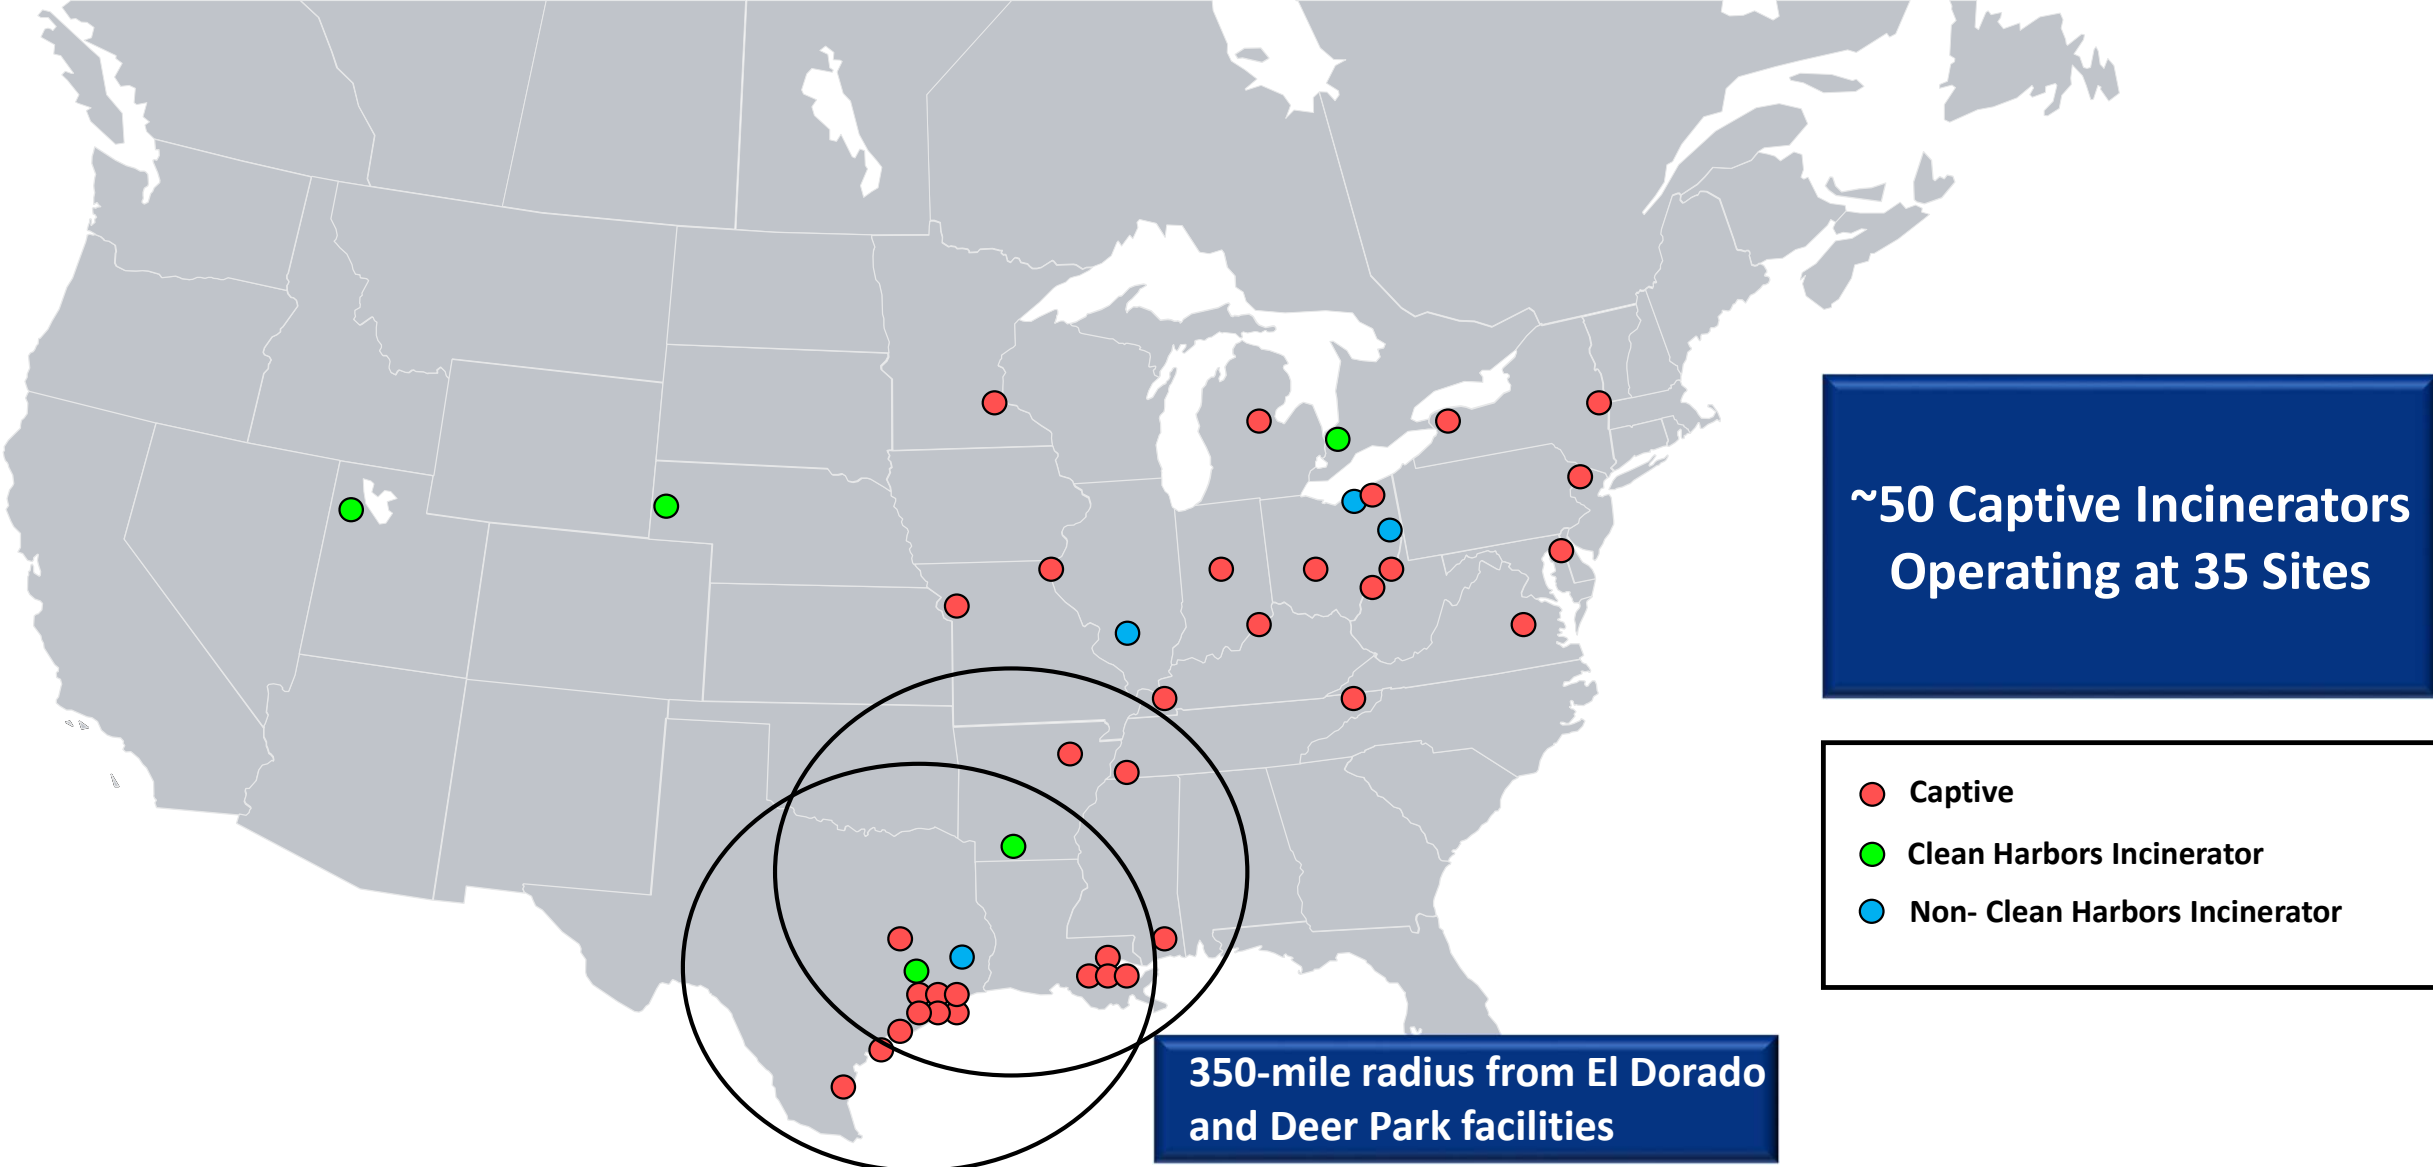 ~50 Captive Incinerators
Operating at 35 Sites
Captive
Clean Harbors Incinerator
Non- Clean Harbors Incinerator
350-mile radius from El Dorado
and Deer Park facilities